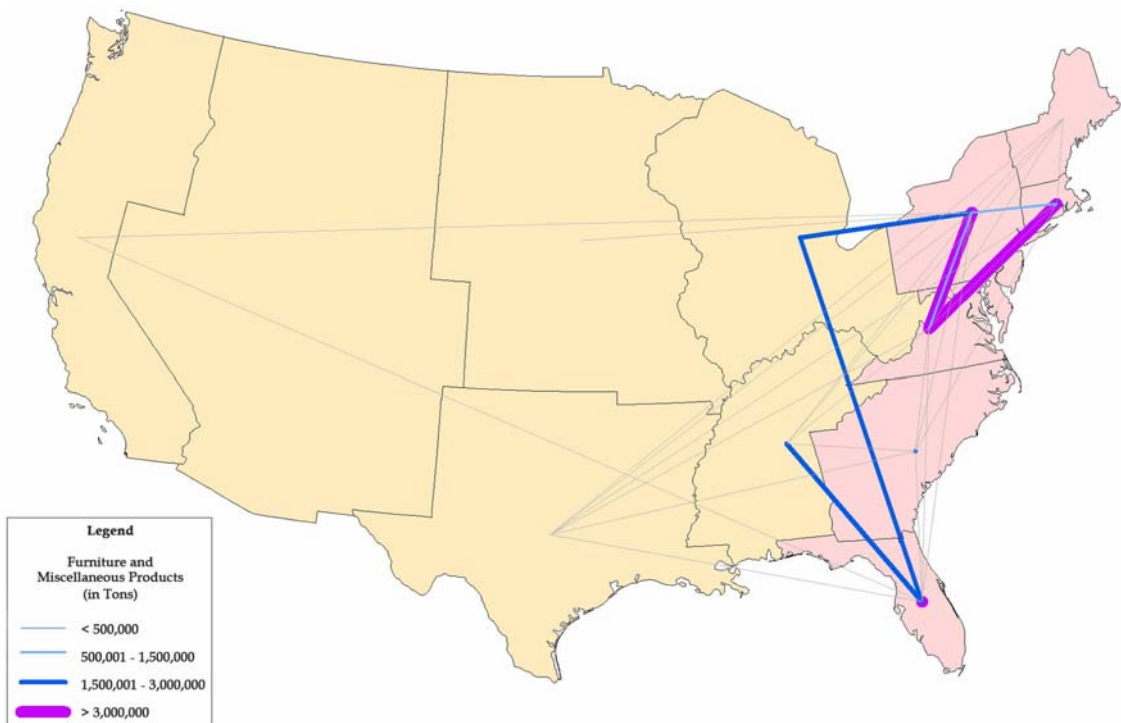 Legend
Furniture and
Miscellaneous Products
(in Tons)
< 500,000
500,001 - 1,500,000
1,500,001 - 3,000,000
> 3,000,000